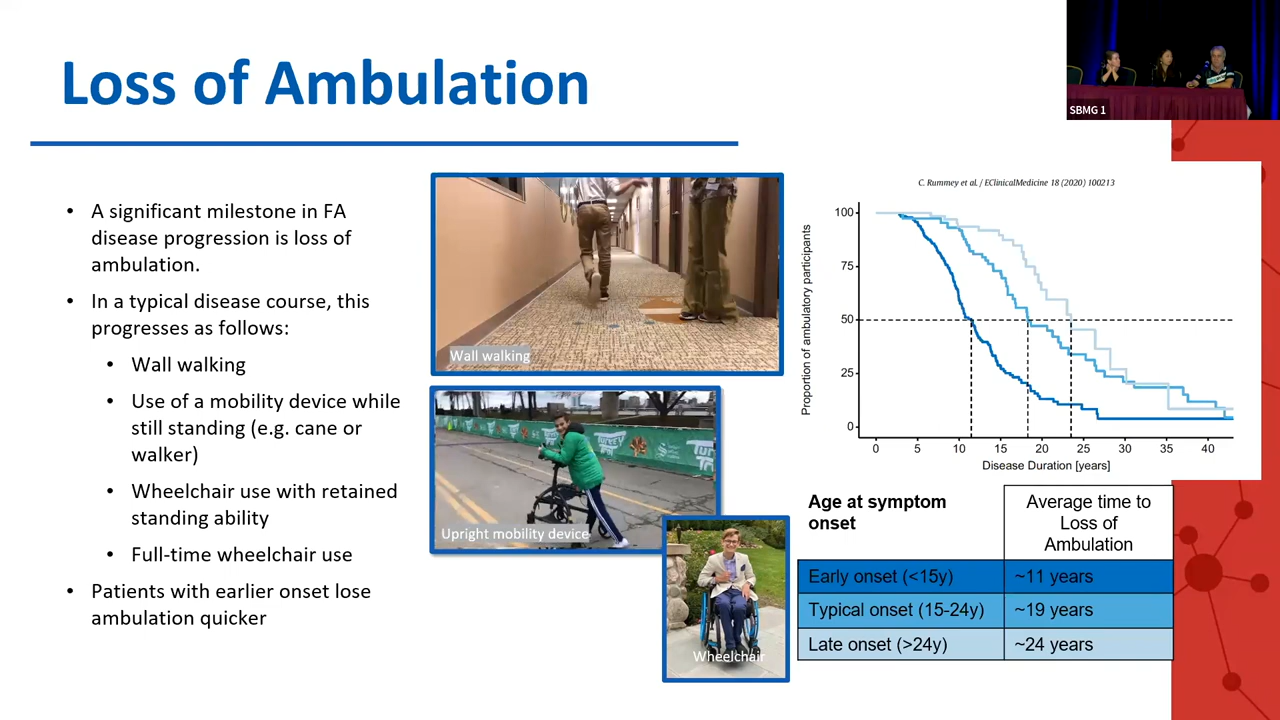 Loss of Ambulation
SBMG 1
• A significant milestone in FA
disease progression is loss of
ambulation.
• In a typical disease course, this
progresses as follows:
• Wall walking
• Use of a mobility device while
still standing (e.g. cane or
walker)
• Wheelchair use with retained
standing ability
• Full-time wheelchair use
• Patients with earlier onset lose
ambulation quicker
Wall walking
Turkey
Trot
Upright mobility device
Wheelchair
C. Rummey et al. / EClinicalMedicine 18 (2020) 100213
Proportion of ambulatory participants
100
75
50
25
0
0 5 10 15 20 25 30 35 40
Disease Duration [years]
Age at symptom
onset
Average time to
Loss of
Ambulation
Early onset (<15y) ~11 years
Typical onset (15-24y) ~19 years
Late onset (>24y) ~24 years